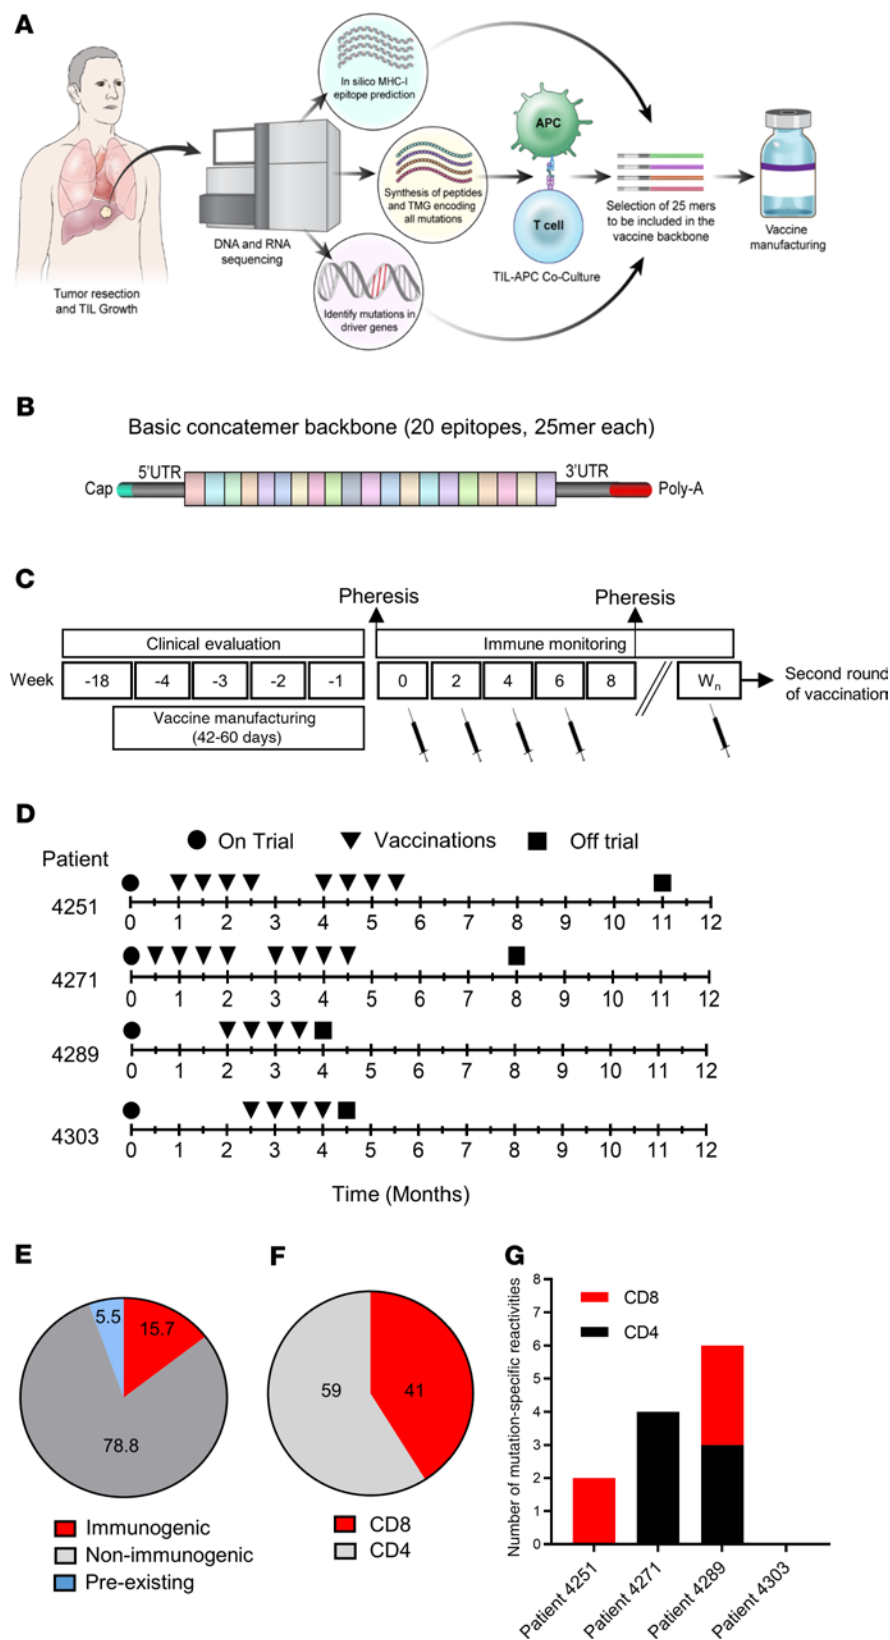 A
In silico MHC-I
epitope prediction
APC
T cell
Synthesis of peptides
and TMG encoding
all mutations
DNA and RNA
sequencing
Identify mutations in
driver genes
TIL-APC Co-Culture
Selection of 25 mers
to be included in the
vaccine backbone
Vaccine
manufacturing
Tumor resection
and TIL Growth
B
Basic concatemer backbone (20 epitopes, 25mer each)
Cap
5'UTR
3'UTR
Poly-A
C
Pheresis
Pheresis
Clinical evaluation
Immune monitoring
Week
-18
-4
-3
-2
-1
0
2
4
6
8
Wn
Second round
of vaccination
Vaccine manufacturing
(42-60 days)
D
On Trial
Vaccinations
Off trial
Patient
4251
0 1 2 3 4 5 6 7 8 9 10 11 12
4271
0 1 2 3 4 5 6 7 8 9 10 11 12
4289
0 1 2 3 4 5 6 7 8 9 10 11 12
4303
0 1 2 3 4 5 6 7 8 9 10 11 12
Time (Months)
E
5.5
15.7
78.8
Immunogenic
Non-immunogenic
Pre-existing
F
59
41
CD8
CD4
G
Number of mutation-specific reactivities
8
7
6
5
4
3
2
1
0
CD8
CD4
Patient 4251
Patient 4271
Patient 4289
Patient 4303